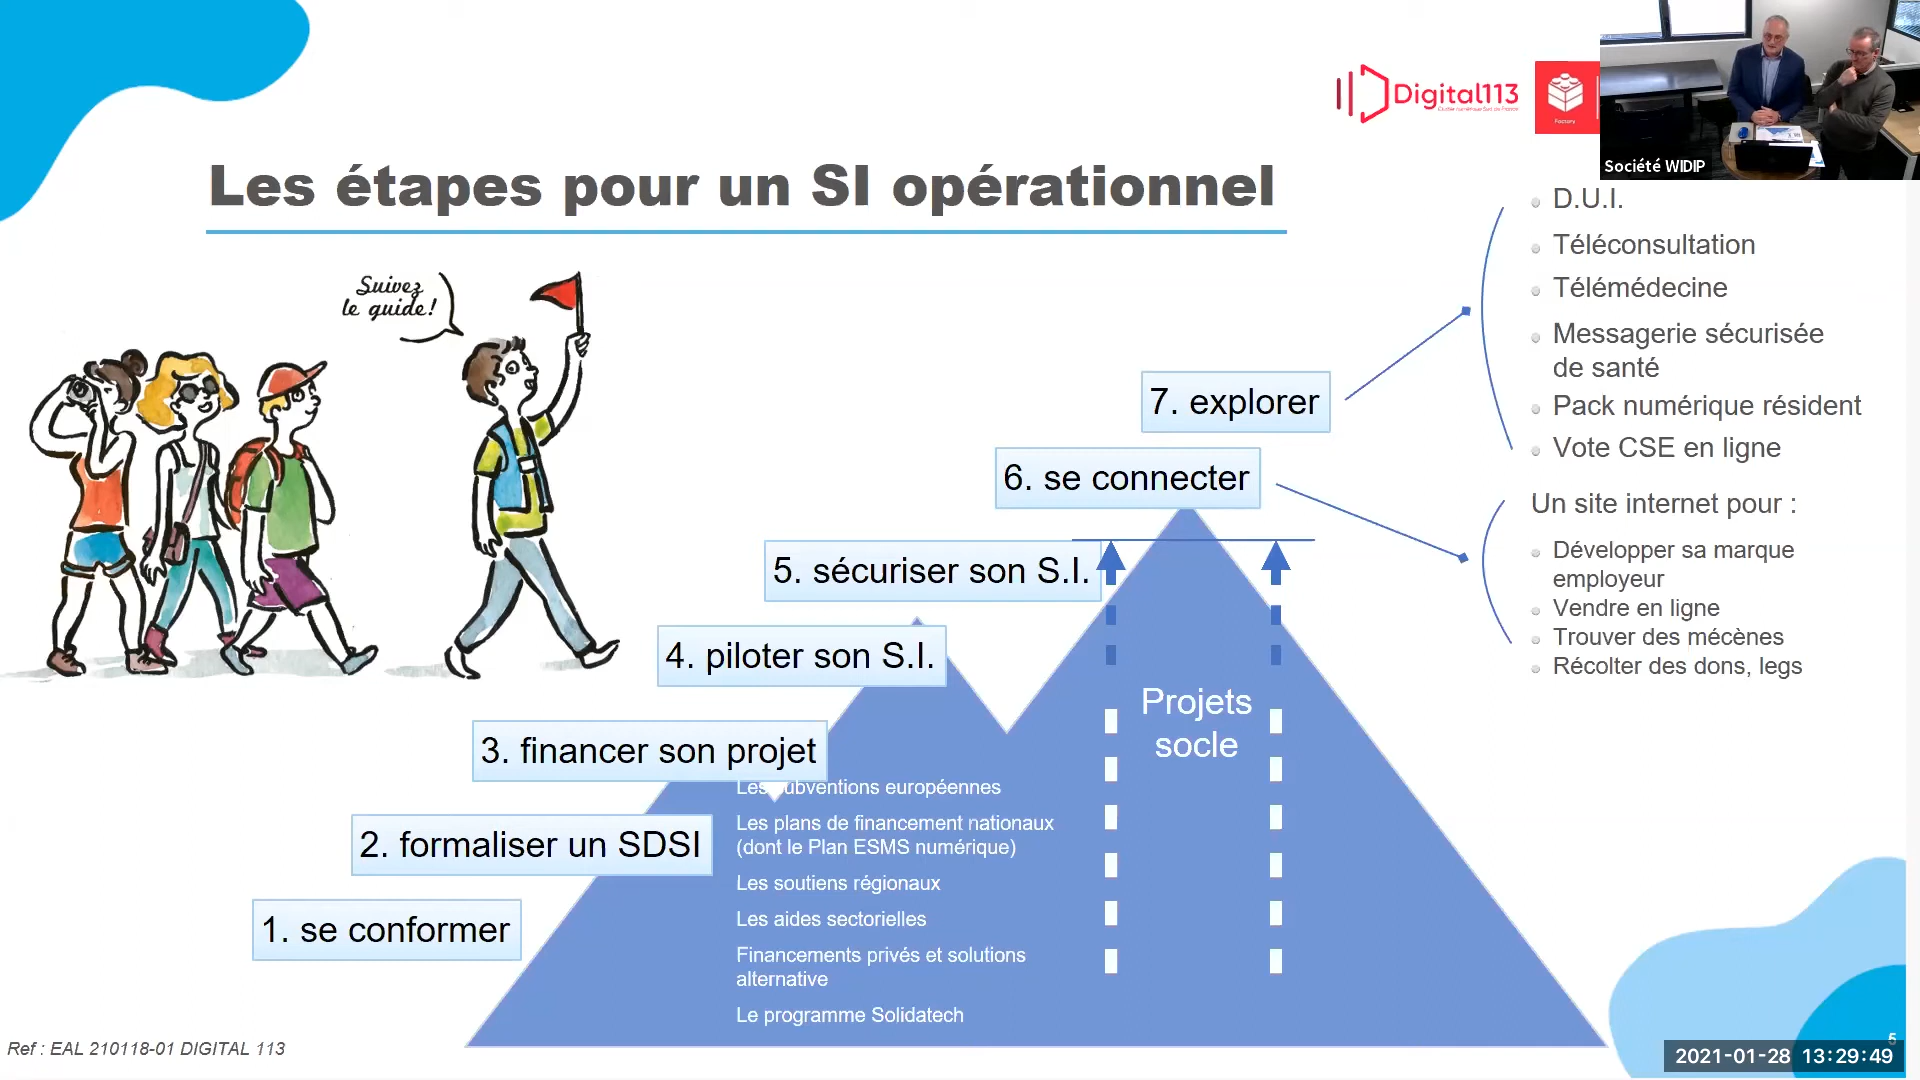 Digital113
Factory
Société WIDIP
Les étapes pour un SI opérationnel
Suivez
le guide!
D.U.I.
Téléconsultation
Télémédecine
Messagerie sécurisée
de santé
Pack numérique résident
Vote CSE en ligne
7. explorer
6. se connecter
Un site internet pour :
Développer sa marque
employeur
Vendre en ligne
Trouver des mécènes
Récolter des dons, legs
5. sécuriser son S.I.
4. piloter son S.I.
3. financer son projet
2. formaliser un SDSI
1. se conformer
Projets
socle
Les subventions européennes
Les plans de financement nationaux
(dont le Plan ESMS numérique)
Les soutiens régionaux
Les aides sectorielles
Financements privés et solutions
alternative
Le programme Solidatech
Ref : EAL 210118-01 DIGITAL 113
5
2021-01-28 13:29:49